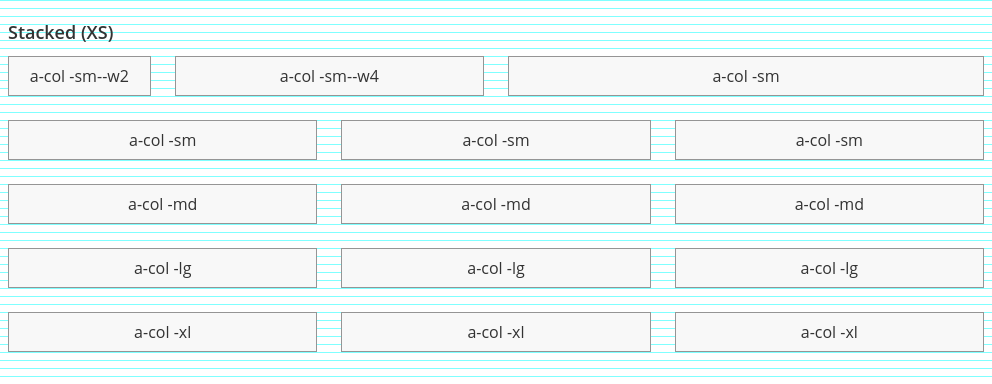 Stacked (XS)
a-col -sm--w2 a-col -sm--w4 a-col -sm
a-col -sm a-col -sm a-col -sm
a-col -md a-col -md a-col -md
a-col -lg a-col -lg a-col -lg
a-col -xl a-col -xl a-col -xl